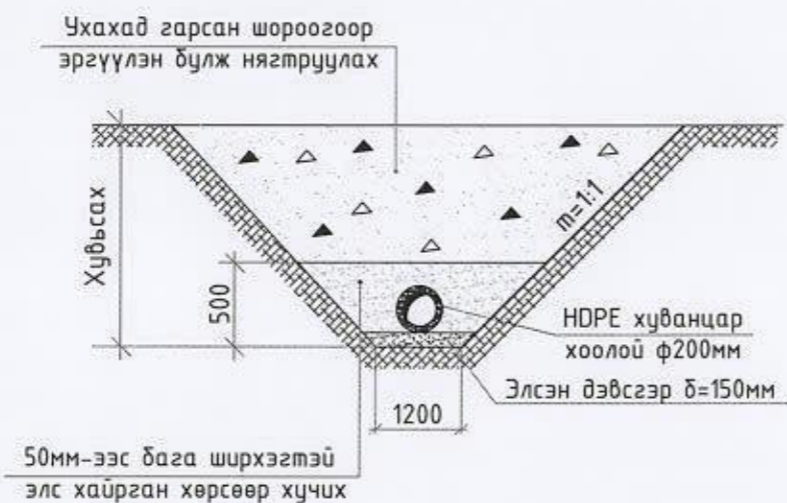 Ухахад гарсан шороогоор
эргүүлэн булж нягтруулах
Хувьсах
500
m=1:1
HDPE хуванцар
хоолой ф200мм
Элсэн дэвсгэр δ=150мм
1200
50мм-ээс бага ширхэгтэй
элс хайрган хөрсөөр хучих